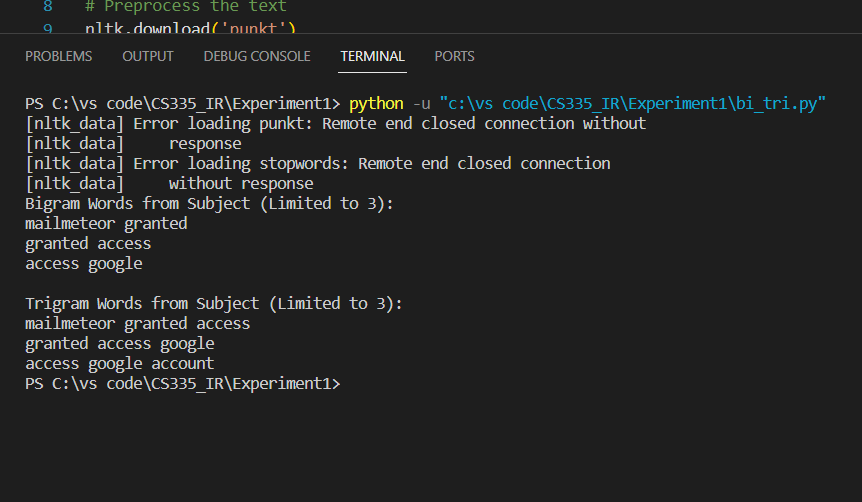 8 # Preprocess the text
9 nltk.download('punkt')
PROBLEMS OUTPUT DEBUG CONSOLE TERMINAL PORTS
PS C:\vs code\CS335_IR\Experiment1> python -u "c:\vs code\CS335_IR\Experiment1\bi_tri.py"
[nltk_data] Error loading punkt: Remote end closed connection without
[nltk_data]     response
[nltk_data] Error loading stopwords: Remote end closed connection
[nltk_data]     without response
Bigram Words from Subject (Limited to 3):
mailmeteor granted
granted access
access google
Trigram Words from Subject (Limited to 3):
mailmeteor granted access
granted access google
access google account
PS C:\vs code\CS335_IR\Experiment1>